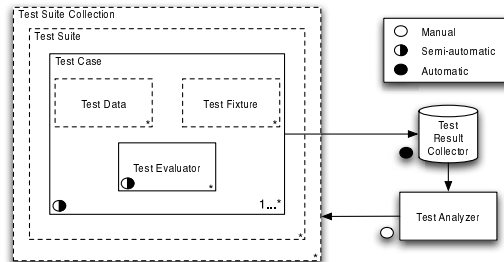 Test Suite Collection
Test Suite
Test Case
Test Data
*
Test Fixture
*
Test Evaluator
*
1...*
*
*
Manual
Semi-automatic
Automatic
Test
Result
Collector
Test Analyzer